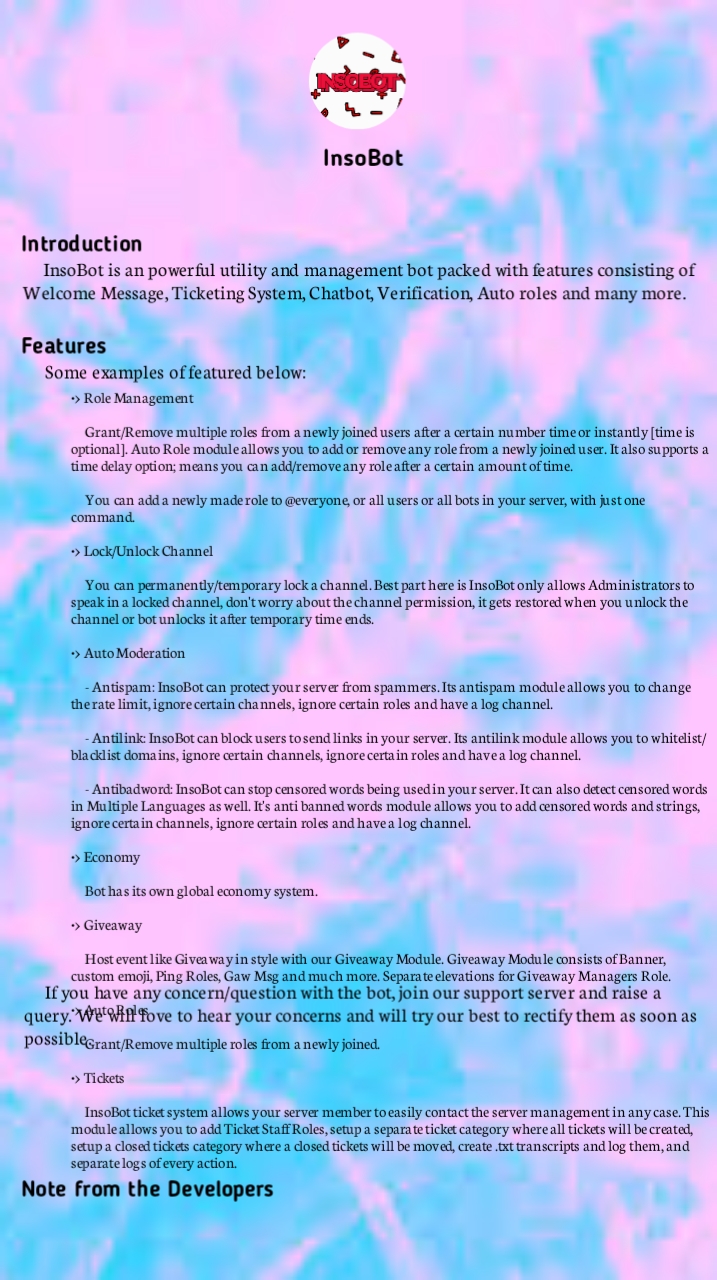 INSOBOT
InsoBot
Introduction
InsoBot is an powerful utility and management bot packed with features consisting of
Welcome Message, Ticketing System, Chatbot, Verification, Auto roles and many more.
Features
Some examples of featured below:
•> Role Management
Grant/Remove multiple roles from a newly joined users after a certain number time or instantly [time is
optional]. Auto Role module allows you to add or remove any role from a newly joined user. It also supports a
time delay option; means you can add/remove any role after a certain amount of time.
You can add a newly made role to @everyone, or all users or all bots in your server, with just one
command.
•> Lock/Unlock Channel
You can permanently/temporary lock a channel. Best part here is InsoBot only allows Administrators to
speak in a locked channel, don't worry about the channel permission, it gets restored when you unlock the
channel or bot unlocks it after temporary time ends.
•> Auto Moderation
- Antispam: InsoBot can protect your server from spammers. Its antispam module allows you to change
the rate limit, ignore certain channels, ignore certain roles and have a log channel.
- Antilink: InsoBot can block users to send links in your server. Its antilink module allows you to whitelist/
blacklist domains, ignore certain channels, ignore certain roles and have a log channel.
- Antibadword: InsoBot can stop censored words being used in your server. It can also detect censored words
in Multiple Languages as well. It's anti banned words module allows you to add censored words and strings,
ignore certain channels, ignore certain roles and have a log channel.
•> Economy
Bot has its own global economy system.
•> Giveaway
Host event like Giveaway in style with our Giveaway Module. Giveaway Module consists of Banner,
custom emoji, Ping Roles, Gaw Msg and much more. Separate elevations for Giveaway Managers Role.
If you have any concern/question with the bot, join our support server and raise a
•> Auto Roles
query. We will love to hear your concerns and will try our best to rectify them as soon as
possible.
Grant/Remove multiple roles from a newly joined.
•> Tickets
InsoBot ticket system allows your server member to easily contact the server management in any case. This
module allows you to add Ticket Staff Roles, setup a separate ticket category where all tickets will be created,
setup a closed tickets category where a closed tickets will be moved, create .txt transcripts and log them, and
separate logs of every action.
Note from the Developers